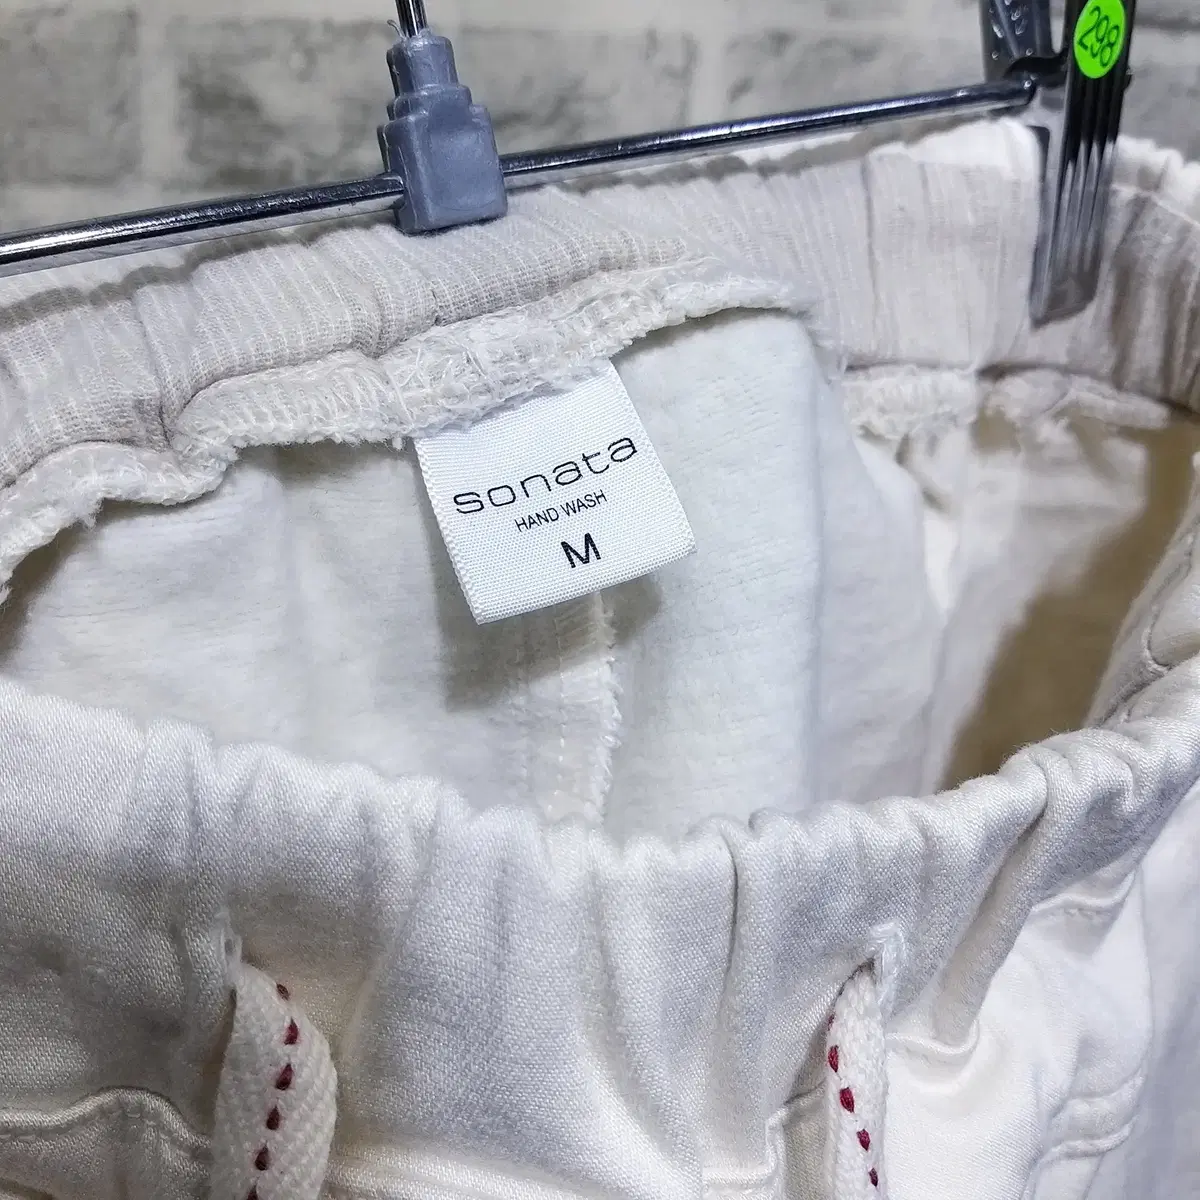 298
sonata
HAND WASH
M